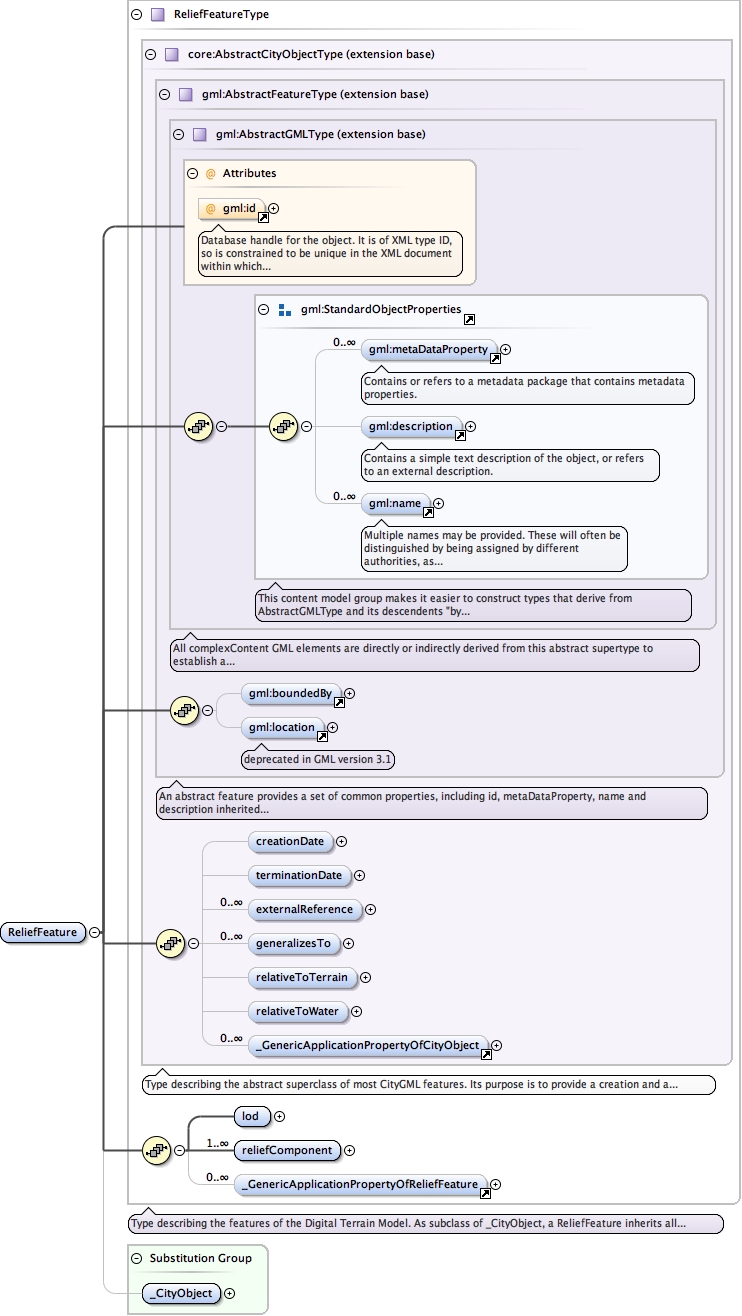 ReliefFeatureType
core:AbstractCityObjectType (extension base)
gml:AbstractFeatureType (extension base)
gml:AbstractGMLType (extension base)
@ Attributes
@ gml:id
Database handle for the object. It is of XML type ID,
so is constrained to be unique in the XML document
within which...
gml:StandardObjectProperties
0..∞
gml:metaDataProperty
Contains or refers to a metadata package that contains metadata
properties.
gml:description
Contains a simple text description of the object, or refers
to an external description.
0..∞
gml:name
Multiple names may be provided. These will often be
distinguished by being assigned by different
authorities, as...
This content model group makes it easier to construct types that derive from
AbstractGMLType and its descendents "by...
All complexContent GML elements are directly or indirectly derived from this abstract supertype to
establish a...
gml:boundedBy
gml:location
deprecated in GML version 3.1
An abstract feature provides a set of common properties, including id, metaDataProperty, name and
description inherited...
creationDate
terminationDate
0..∞
externalReference
ReliefFeature
0..∞
generalizesTo
relativeToTerrain
relativeToWater
0..∞
_GenericApplicationPropertyOfCityObject
Type describing the abstract superclass of most CityGML features. Its purpose is to provide a creation and a...
lod
1..∞
reliefComponent
0..∞
_GenericApplicationPropertyOfReliefFeature
Type describing the features of the Digital Terrain Model. As subclass of _CityObject, a ReliefFeature inherits all...
Substitution Group
_CityObject